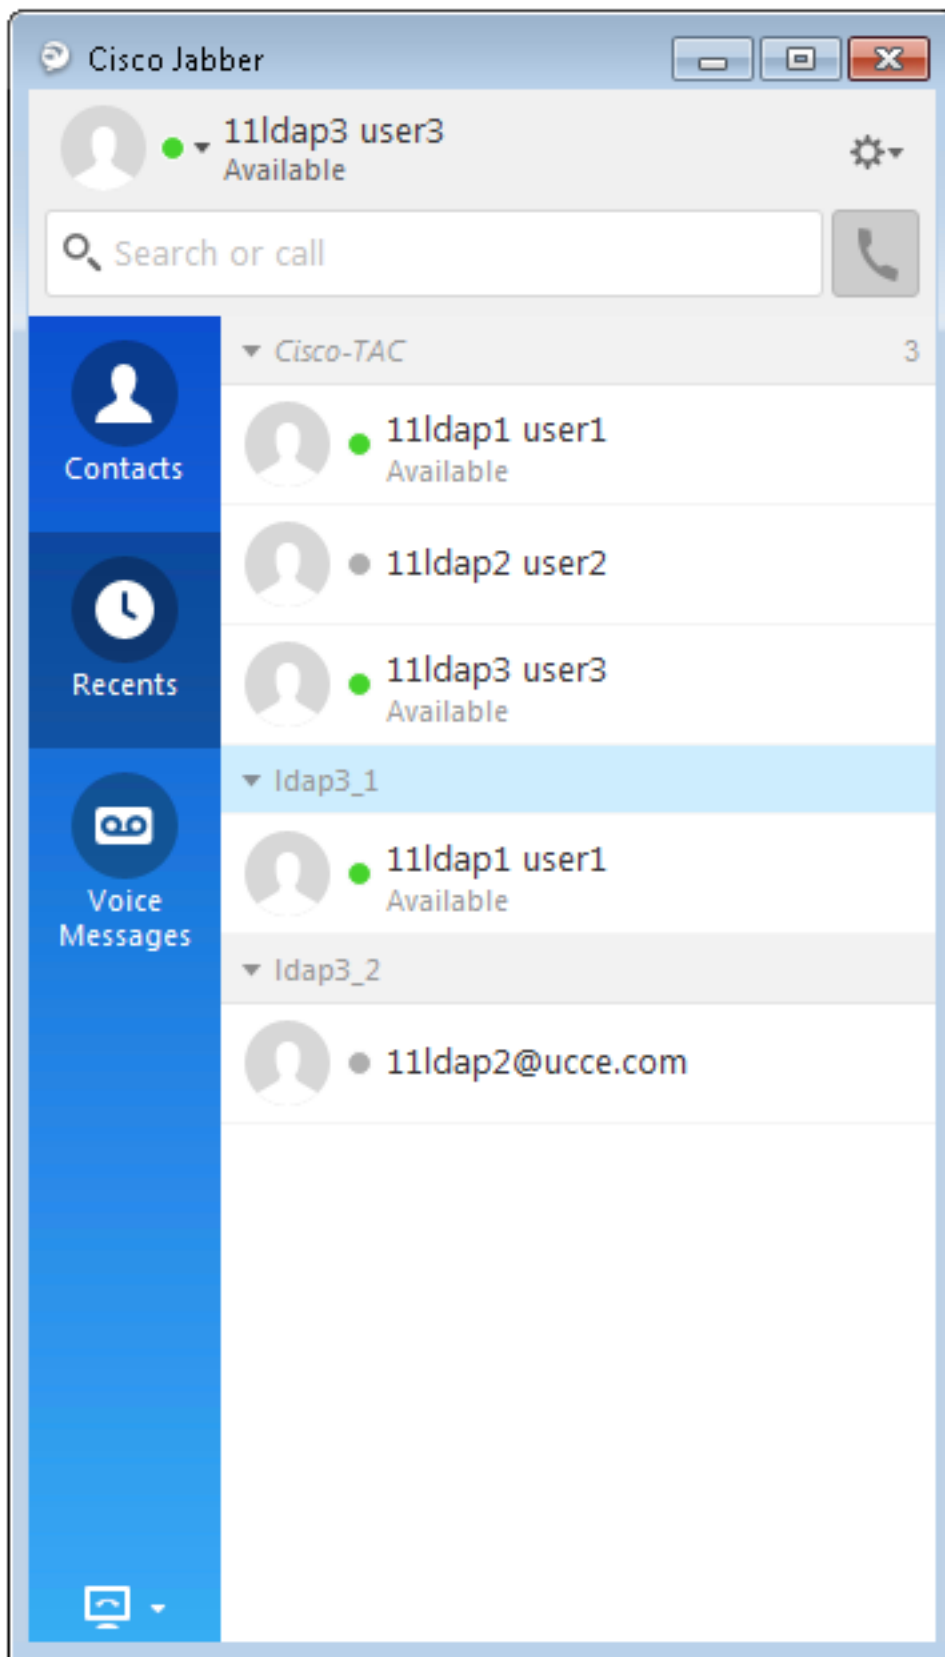 Cisco Jabber
11ldap3 user3
Available
Search or call
Contacts
Recents
Voice
Messages
Cisco-TAC 3
11ldap1 user1
Available
11ldap2 user2
11ldap3 user3
Available
ldap3_1
11ldap1 user1
Available
ldap3_2
11ldap2@ucce.com